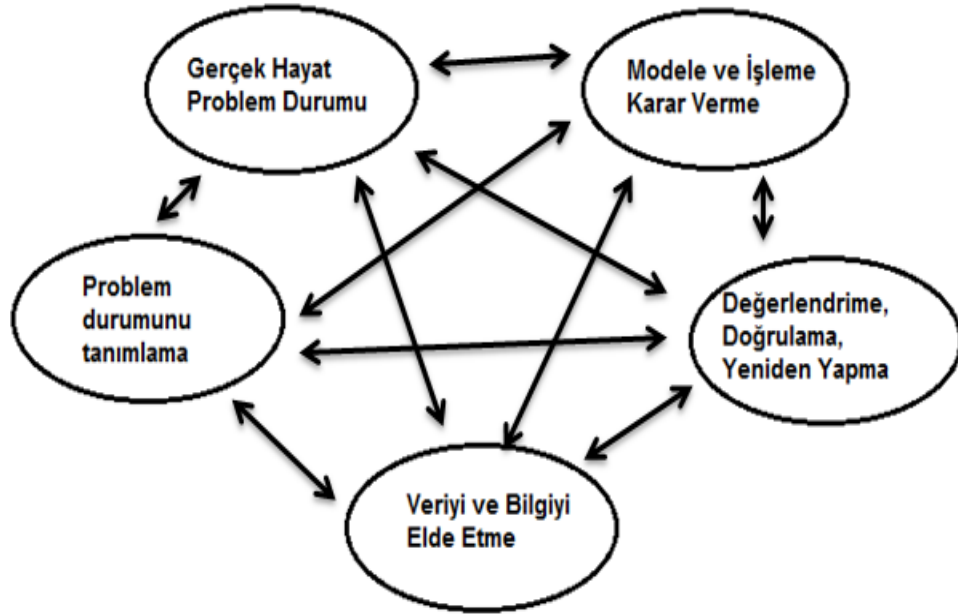 Gerçek Hayat
Problem Durumu
Modele ve İşleme
Karar Verme
Problem
durumunu
tanımlama
Değerlendrime,
Doğrulama,
Yeniden Yapma
Veriyi ve Bilgiyi
Elde Etme